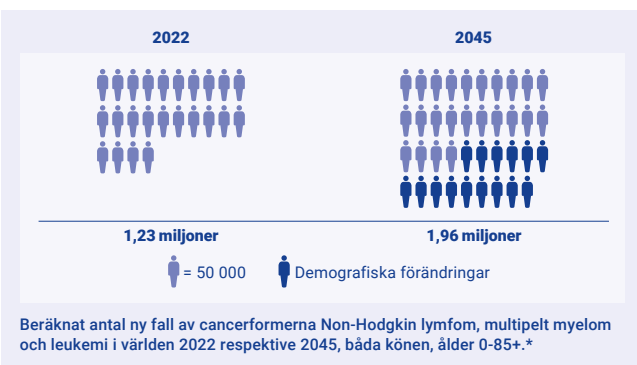 2022
2045
1,23 miljoner
1,96 miljoner
= 50 000
Demografiska förändringar
Beräknat antal ny fall av cancerformerna Non-Hodgkin lymfom, multipelt myelom
och leukemi i världen 2022 respektive 2045, båda könen, ålder 0-85+.*